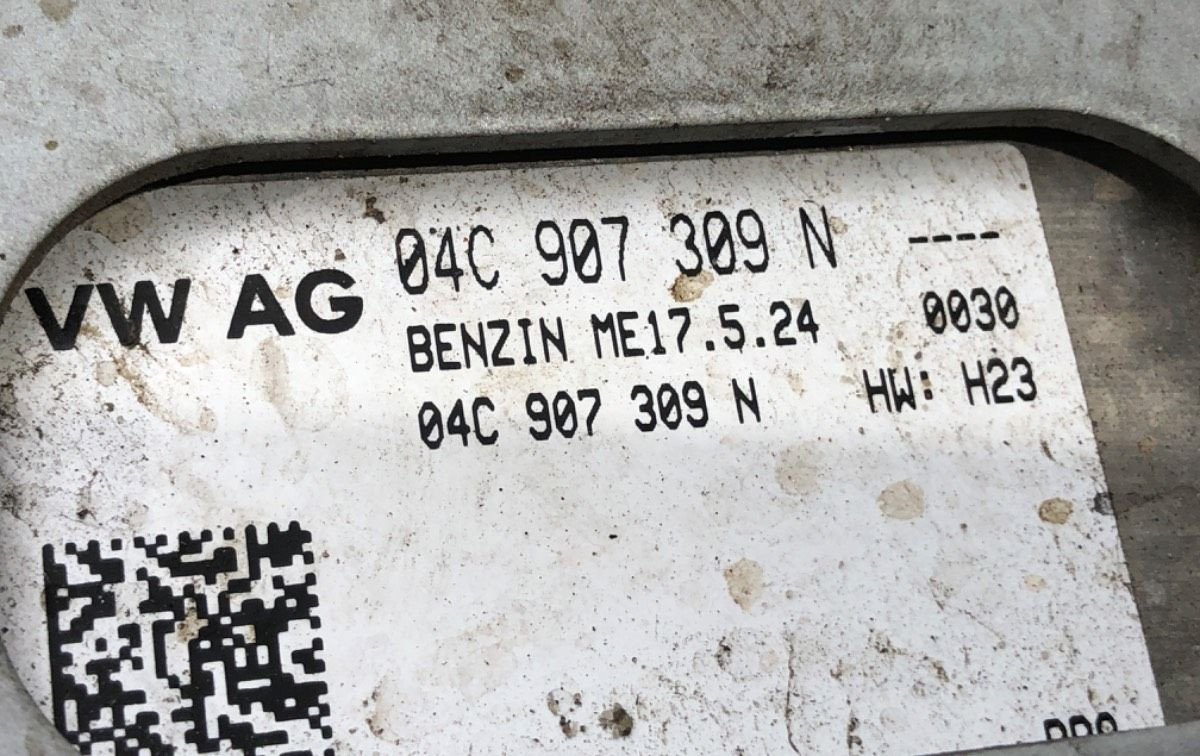 VW AG
04C 907 309 N ----
BENZIN ME17.5.24 0030
04C 907 309 N HW: H23